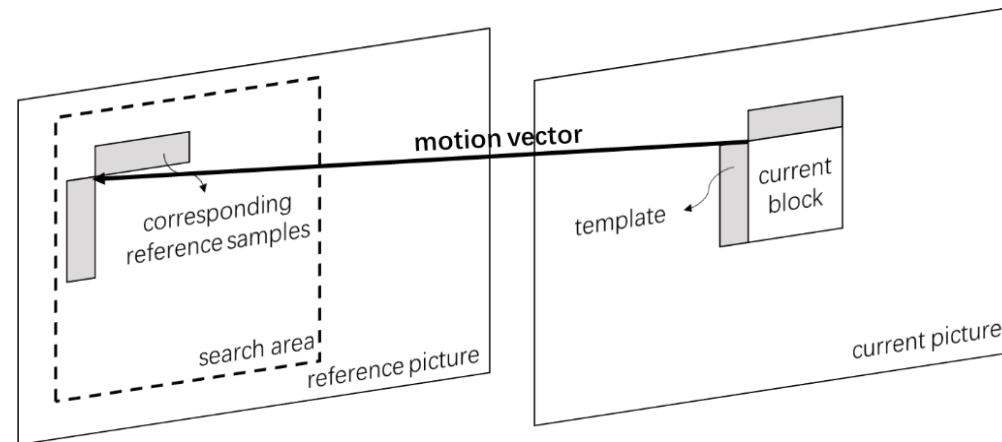 motion vector
corresponding
reference samples
search area
reference picture
template
current
block
current picture